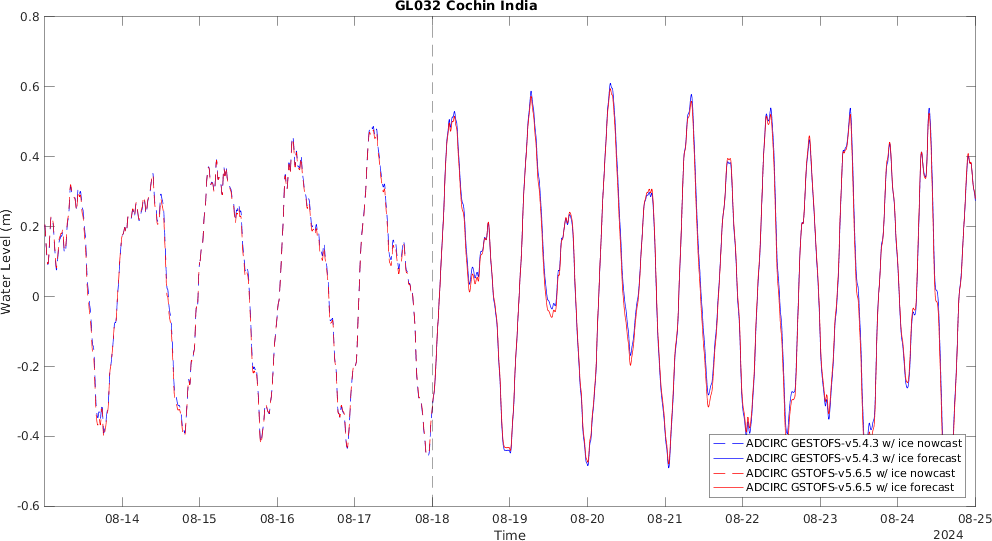 GL032 Cochin India
0.8
0.6
0.4
0.2
0
-0.2
-0.4
-0.6
Water Level (m)
ADCIRC GESTOFS-v5.4.3 w/ ice nowcast
ADCIRC GESTOFS-v5.4.3 w/ ice forecast
ADCIRC GSTOFS-v5.6.5 w/ ice nowcast
ADCIRC GSTOFS-v5.6.5 w/ ice forecast
08-14 08-15 08-16 08-17 08-18 08-19 08-20 08-21 08-22 08-23 08-24 08-25
Time
2024